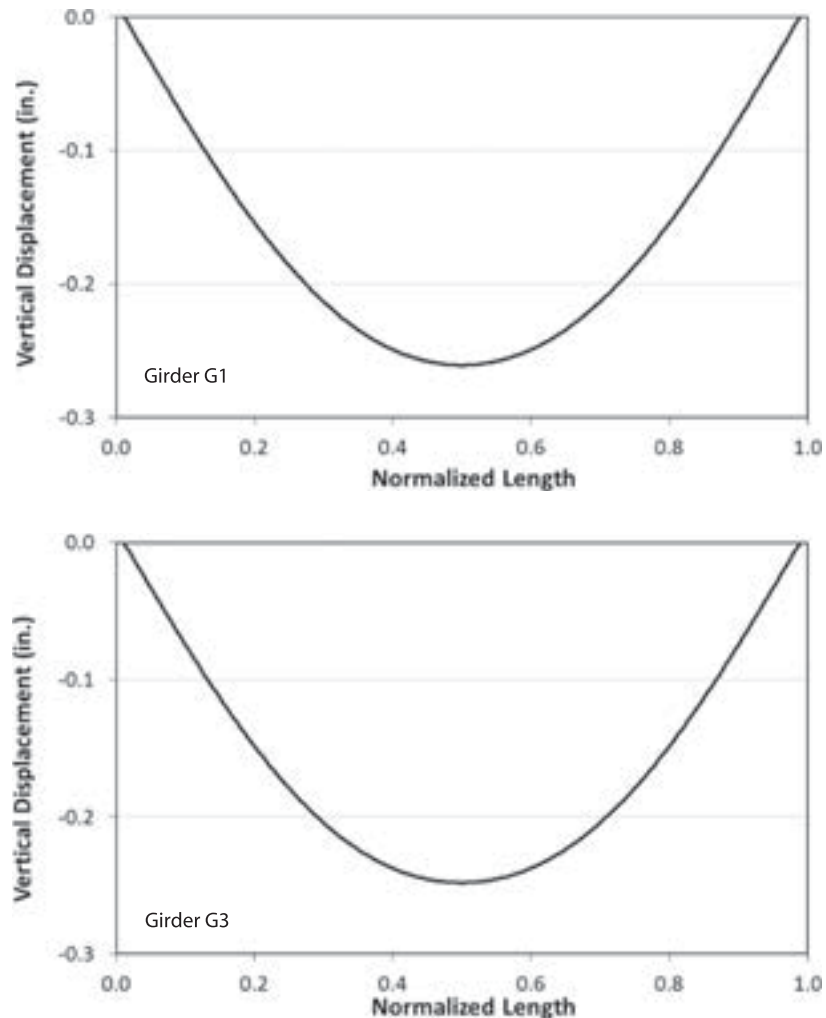 0.0
-0.1
-0.2
-0.3
Vertical Displacement (in.)
Girder G1
0.0 0.2 0.4 0.6 0.8 1.0
Normalized Length
0.0
-0.1
-0.2
-0.3
Vertical Displacement (in.)
Girder G3
0.0 0.2 0.4 0.6 0.8 1.0
Normalized Length